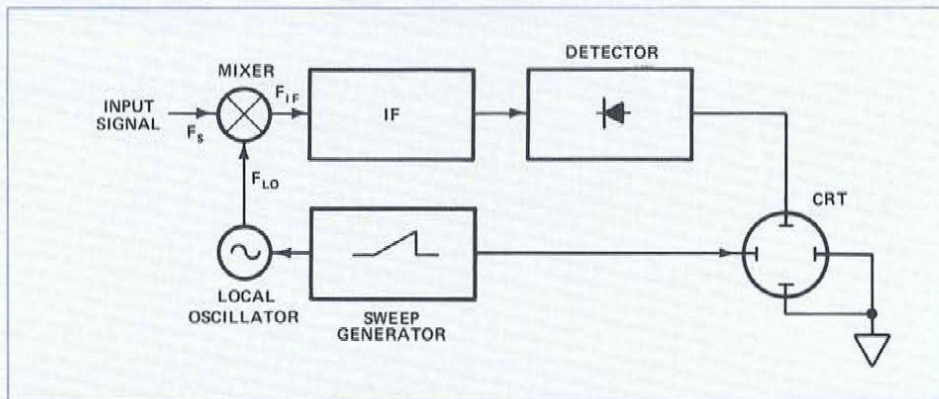 DETECTOR
MIXER
F_IF
INPUT
SIGNAL
F_S
IF
F_LO
CRT
LOCAL
OSCILLATOR
SWEEP
GENERATOR